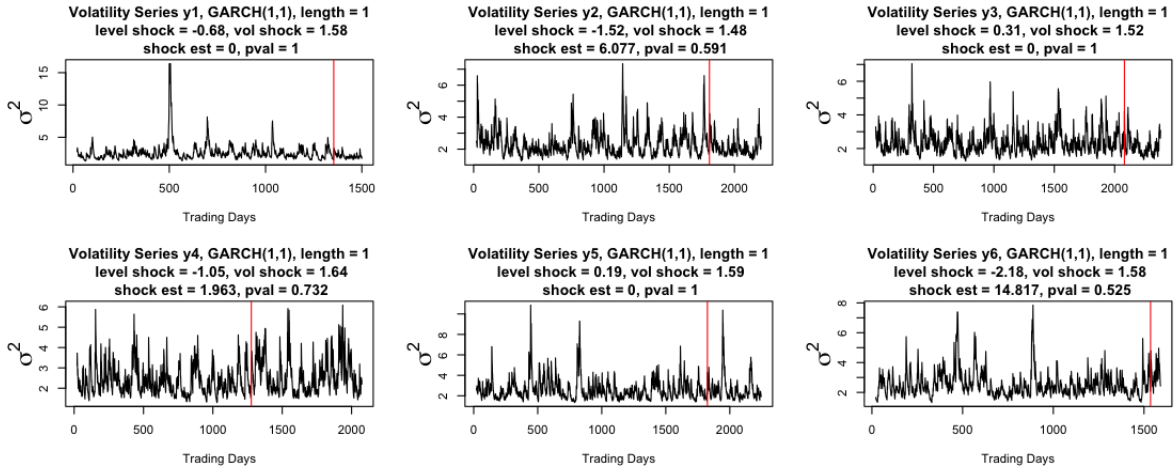 Volatility Series y1, GARCH(1,1), length = 1
level shock = -0.68, vol shock = 1.58
shock est = 0, pval = 1
σ²
15
5
0
500
1000
1500
Trading Days
Volatility Series y2, GARCH(1,1), length = 1
level shock = -1.52, vol shock = 1.48
shock est = 6.077, pval = 0.591
σ²
6
4
2
0
500
1000
1500
2000
Trading Days
Volatility Series y3, GARCH(1,1), length = 1
level shock = 0.31, vol shock = 1.52
shock est = 0, pval = 1
σ²
6
4
2
0
500
1000
1500
2000
Trading Days
Volatility Series y4, GARCH(1,1), length = 1
level shock = -1.05, vol shock = 1.64
shock est = 1.963, pval = 0.732
σ²
6
5
4
3
2
0
500
1000
1500
2000
Trading Days
Volatility Series y5, GARCH(1,1), length = 1
level shock = 0.19, vol shock = 1.59
shock est = 0, pval = 1
σ²
8
6
4
2
0
500
1000
1500
2000
Trading Days
Volatility Series y6, GARCH(1,1), length = 1
level shock = -2.18, vol shock = 1.58
shock est = 14.817, pval = 0.525
σ²
8
6
4
2
0
500
1000
1500
Trading Days